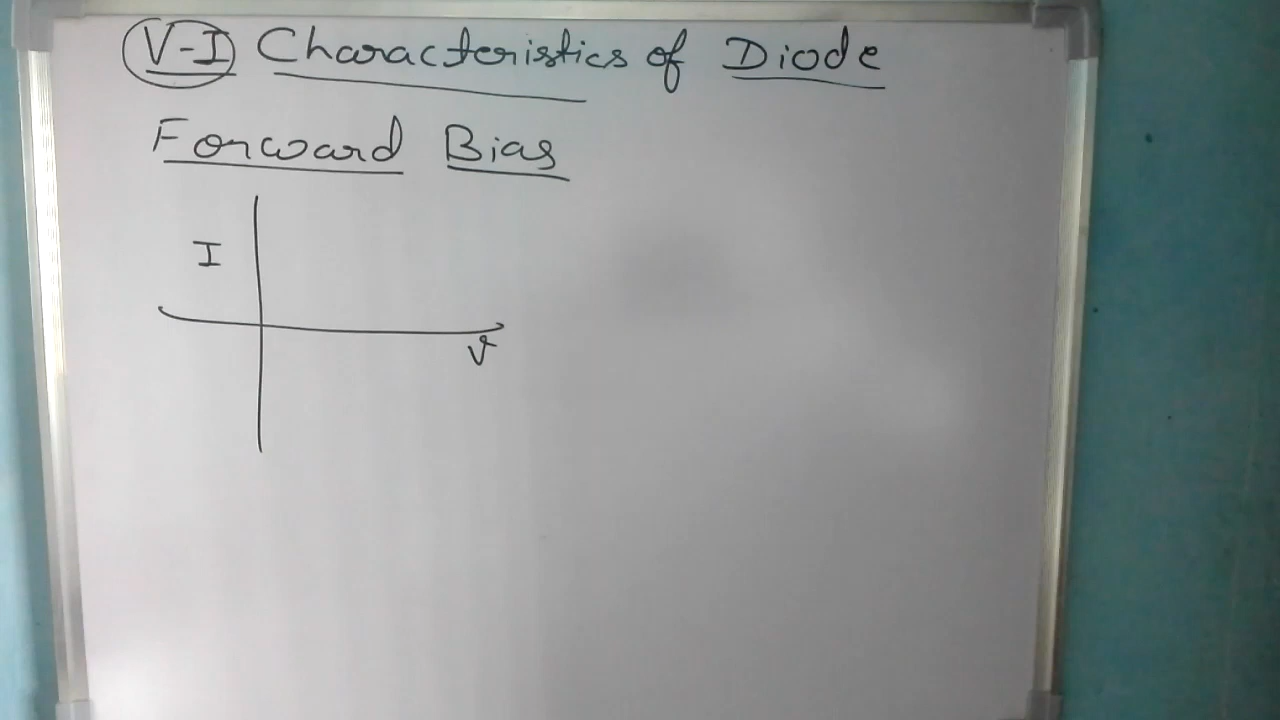 V-I Characteristics of Diode
Forward Bias
I
V